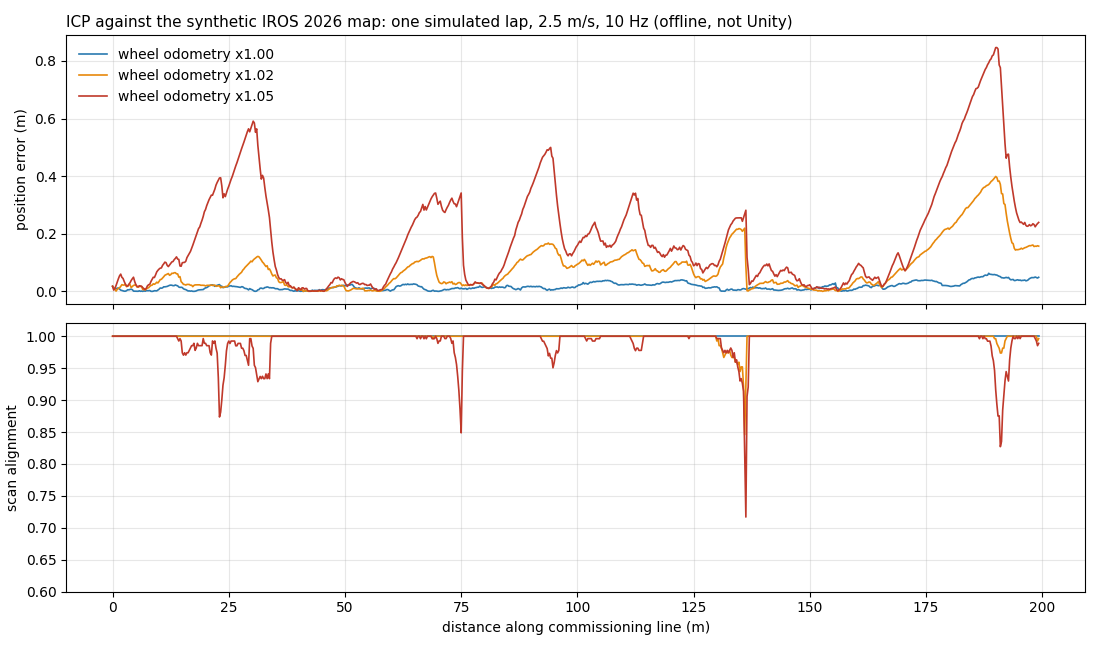 ICP against the synthetic IROS 2026 map: one simulated lap, 2.5 m/s, 10 Hz (offline, not Unity)
wheel odometry x1.00
wheel odometry x1.02
wheel odometry x1.05
position error (m)
0.8
0.6
0.4
0.2
0.0
scan alignment
1.00
0.95
0.90
0.85
0.80
0.75
0.70
0.65
0.60
0 25 50 75 100 125 150 175 200
distance along commissioning line (m)